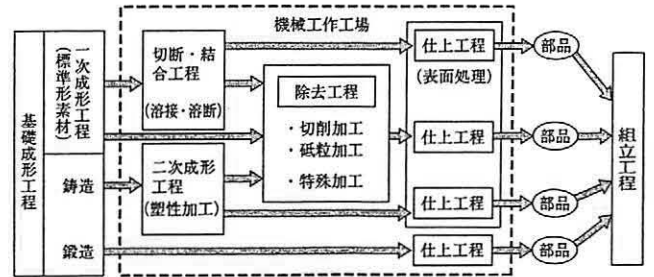 機械工作工場
基礎成形工程
一次成形工程
(標準形素材)
鋳造
鍛造
切断・結
合工程
(溶接・溶断)
二次成形
工程
(塑性加工)
除去工程
・切削加工
・砥粒加工
・特殊加工
仕上工程
(表面処理)
仕上工程
仕上工程
仕上工程
部品
部品
部品
部品
組立工程